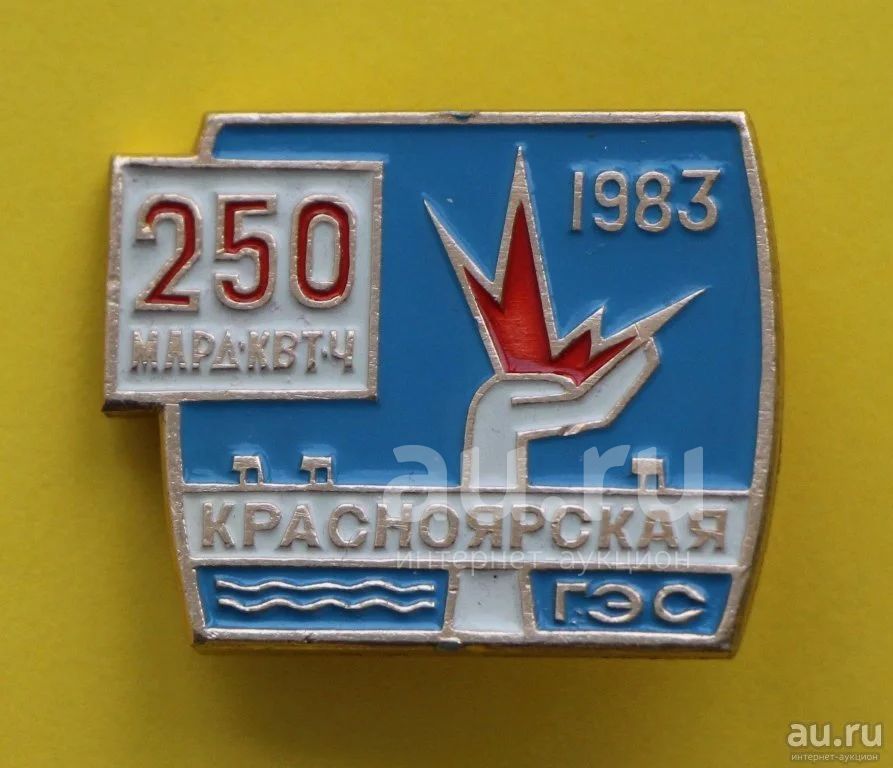 1983
250
МЛРД·КВТ·Ч
КРАСНОЯРСКАЯ
ГЭС
au.ru
интернет-аукцион
au.ru
интернет-аукцион